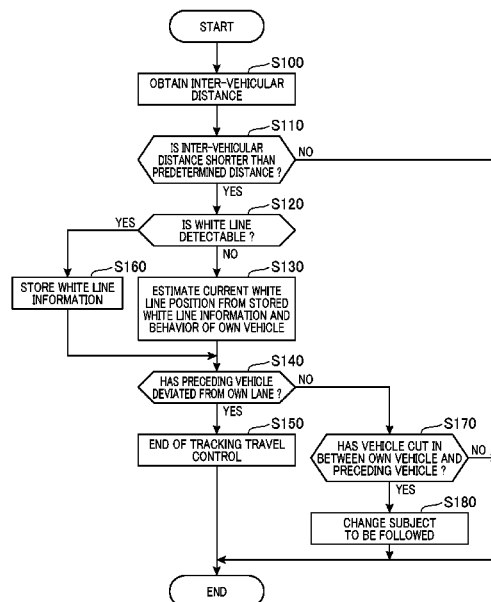 START
S100
OBTAIN INTER-VEHICULAR
DISTANCE
S110
IS INTER-VEHICULAR
DISTANCE SHORTER THAN
PREDETERMINED DISTANCE ?
NO
YES
S120
YES
IS WHITE LINE
DETECTABLE ?
NO
S160
STORE WHITE LINE
INFORMATION
S130
ESTIMATE CURRENT WHITE
LINE POSITION FROM STORED
WHITE LINE INFORMATION AND
BEHAVIOR OF OWN VEHICLE
S140
HAS PRECEDING VEHICLE
DEVIATED FROM OWN LANE ?
NO
YES
S150
END OF TRACKING TRAVEL
CONTROL
S170
HAS VEHICLE CUT IN
BETWEEN OWN VEHICLE AND
PRECEDING VEHICLE ?
NO
YES
S180
CHANGE SUBJECT
TO BE FOLLOWED
END